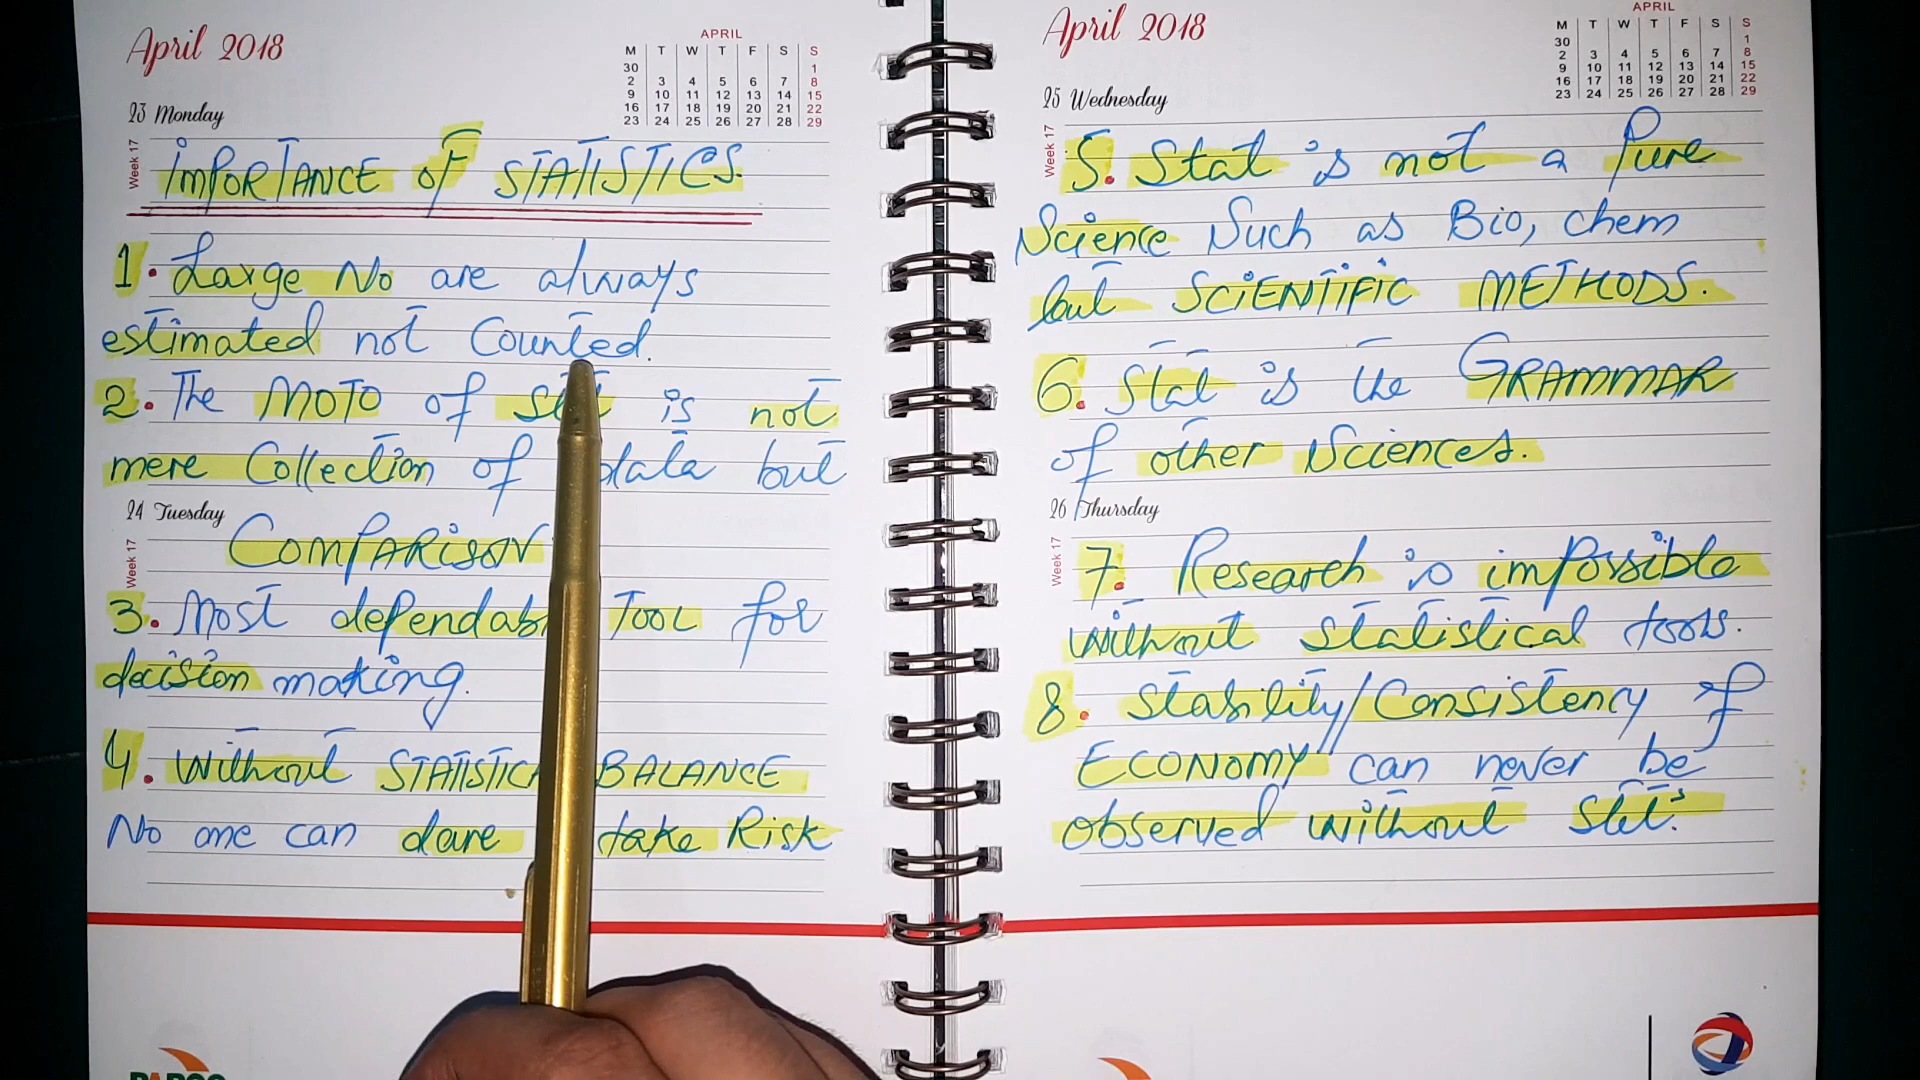 April 2018
APRIL
M T W T F S S
30 1
2 3 4 5 6 7 8
9 10 11 12 13 14 15
16 17 18 19 20 21 22
23 24 25 26 27 28 29
23 Monday
Week 17
IMPORTANCE of STATISTICS.
1. Large No are always
estimated not Counted.
2. The MOTO of is not
mere Collection of data but
24 Tuesday
Week 17
COMPARISON
3. Most TOOL for
decision making.
4. Without BALANCE
No one can dare take Risk
April 2018
APRIL
M T W T F S S
30 1
2 3 4 5 6 7 8
9 10 11 12 13 14 15
16 17 18 19 20 21 22
23 24 25 26 27 28 29
25 Wednesday
Week 17
5. Stat is not a Pure
Science Such as Bio, chem
but SCIENTIFIC METHODS.
6. Stat is the GRAMMAR
of other Sciences.
26 Thursday
Week 17
7. Research is impossible
without statistical tools.
8. Stability/Consistency of
ECONOMY can never be
observed without